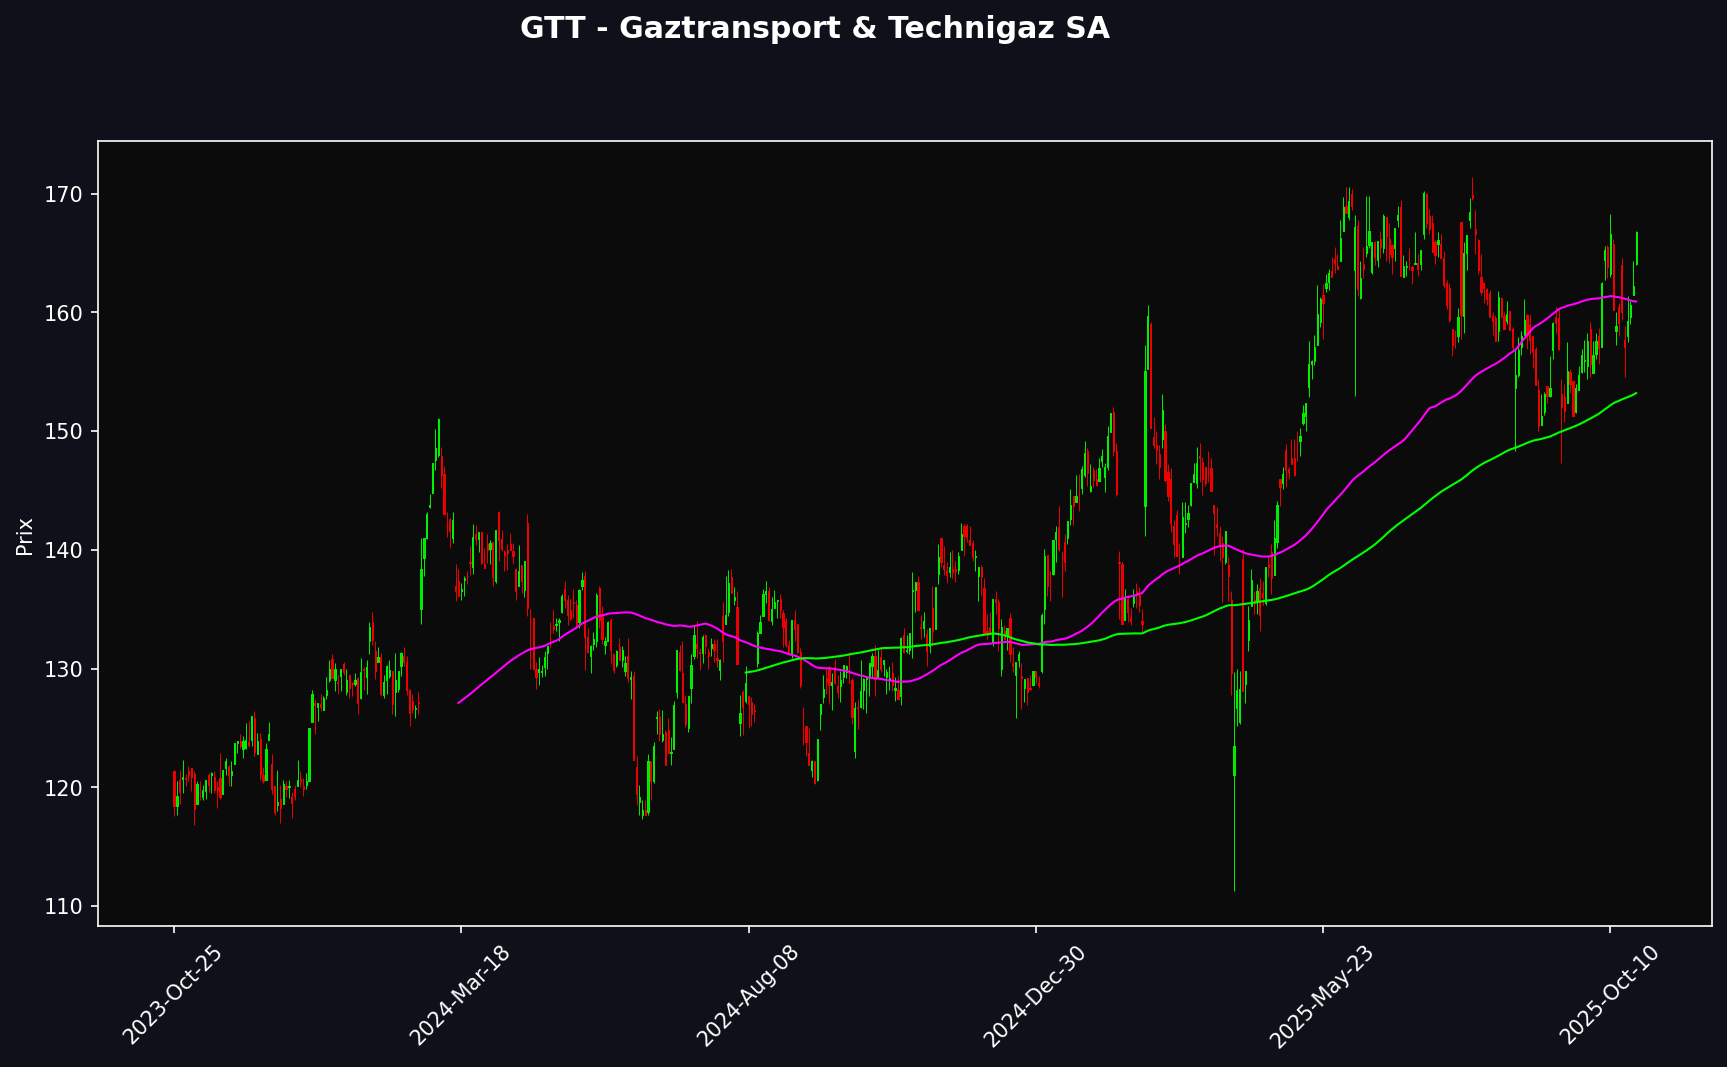 GTT - Gaztransport & Technigaz SA
Prix
170
160
150
140
130
120
110
2023-Oct-25
2024-Mar-18
2024-Aug-08
2024-Dec-30
2025-May-23
2025-Oct-10